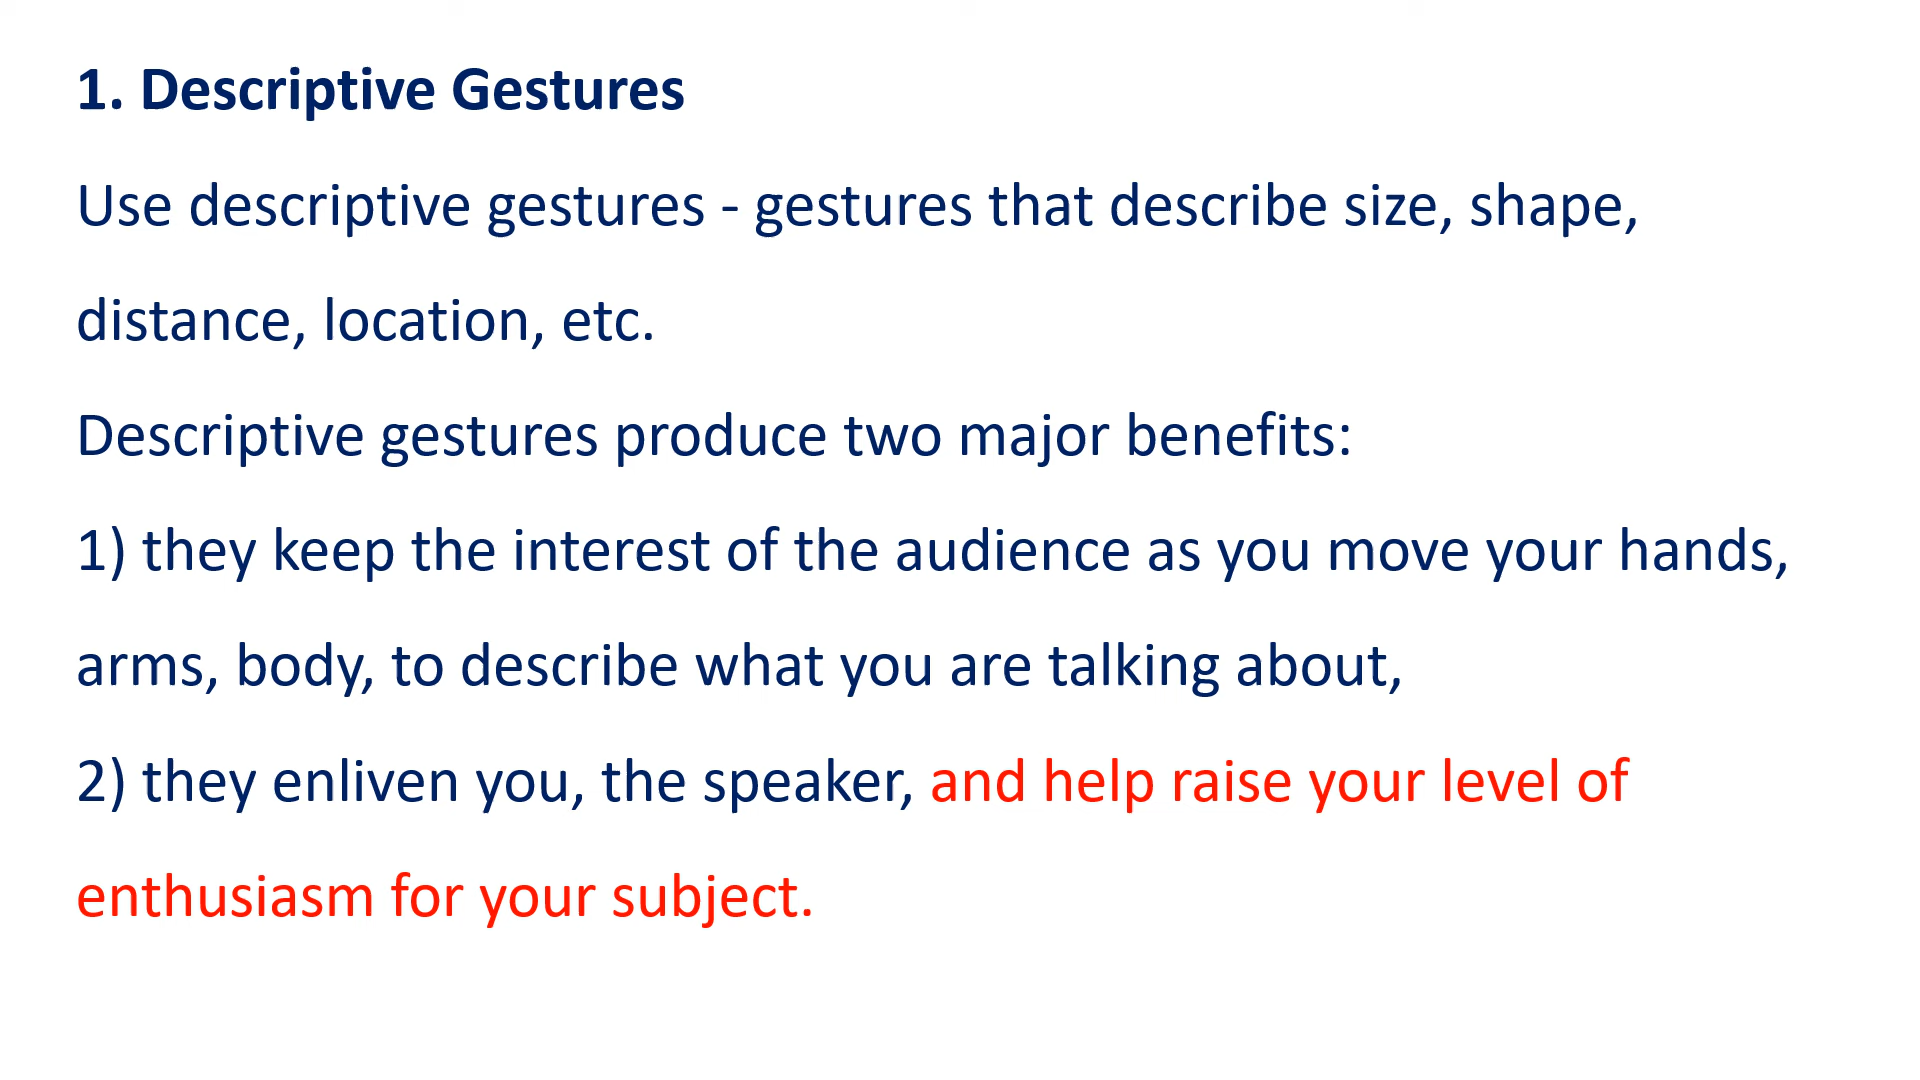 1. Descriptive Gestures
Use descriptive gestures - gestures that describe size, shape,
distance, location, etc.
Descriptive gestures produce two major benefits:
1) they keep the interest of the audience as you move your hands,
arms, body, to describe what you are talking about,
2) they enliven you, the speaker, and help raise your level of
enthusiasm for your subject.